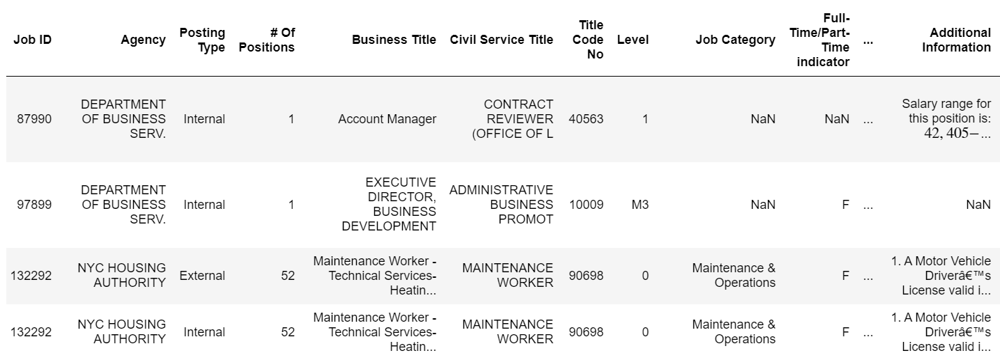 Job ID Agency Posting Type # Of Positions Business Title Civil Service Title Title Code No Level Job Category Full-Time/Part-Time indicator ... Additional Information
87990 DEPARTMENT OF BUSINESS SERV. Internal 1 Account Manager CONTRACT REVIEWER (OFFICE OF L 40563 1 NaN NaN ... Salary range for this position is: 42, 405− ...
97899 DEPARTMENT OF BUSINESS SERV. Internal 1 EXECUTIVE DIRECTOR, BUSINESS DEVELOPMENT ADMINISTRATIVE BUSINESS PROMOT 10009 M3 NaN F ... NaN
132292 NYC HOUSING AUTHORITY External 52 Maintenance Worker - Technical Services-Heatin... MAINTENANCE WORKER 90698 0 Maintenance & Operations F ... 1. A Motor Vehicle Driverâ€™s License valid i...
132292 NYC HOUSING AUTHORITY Internal 52 Maintenance Worker - Technical Services-Heatin... MAINTENANCE WORKER 90698 0 Maintenance & Operations F ... 1. A Motor Vehicle Driverâ€™s License valid i...